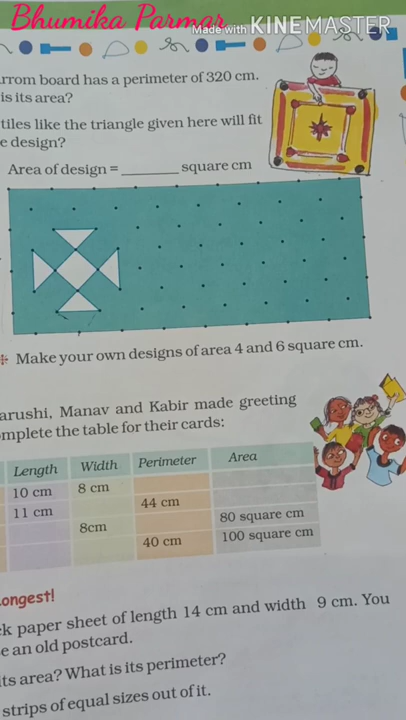 Bhumika Parmar
Made with KINEMASTER
rrom board has a perimeter of 320 cm.
is its area?
tiles like the triangle given here will fit
e design?
Area of design = ______ square cm
Make your own designs of area 4 and 6 square cm.
arushi, Manav and Kabir made greeting
mplete the table for their cards:
Length Width Perimeter Area
10 cm 8 cm
11 cm 44 cm
8cm 80 square cm
40 cm 100 square cm
ongest!
k paper sheet of length 14 cm and width 9 cm. You
e an old postcard.
its area? What is its perimeter?
strips of equal sizes out of it.